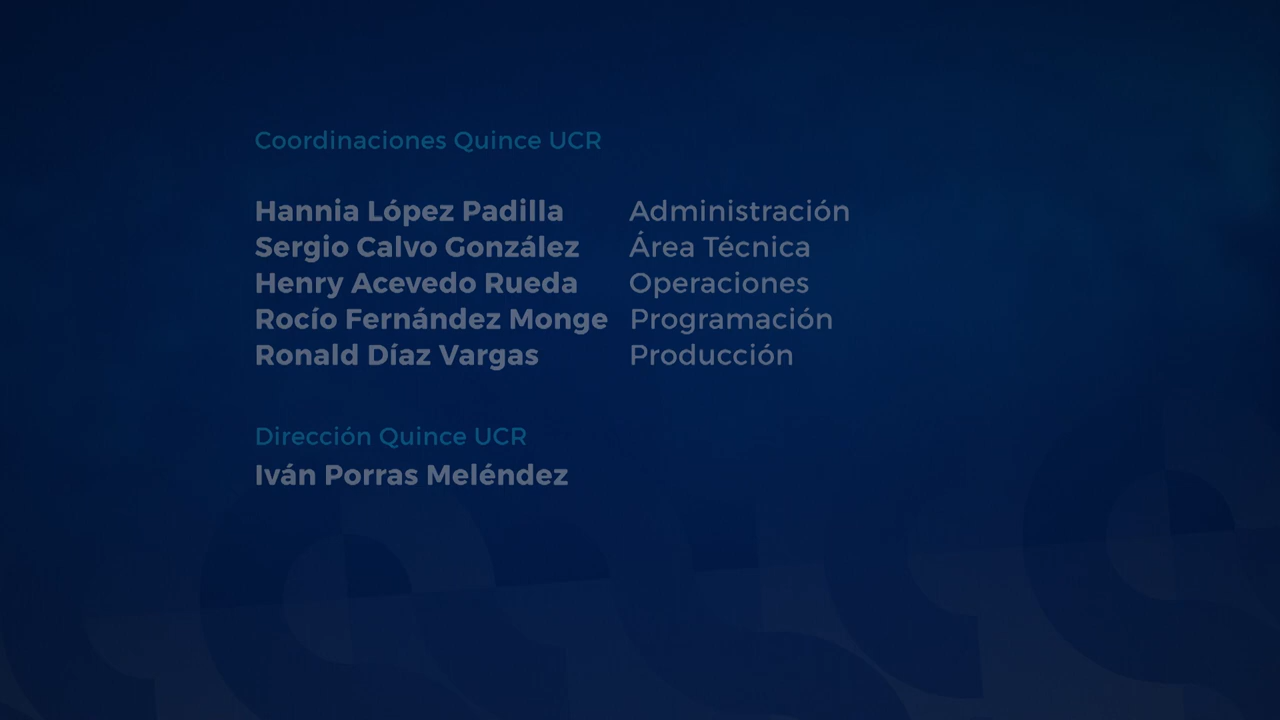 Coordinaciones Quince UCR
Hannia López Padilla Administración
Sergio Calvo González Área Técnica
Henry Acevedo Rueda Operaciones
Rocío Fernández Monge Programación
Ronald Díaz Vargas Producción
Dirección Quince UCR
Iván Porras Meléndez